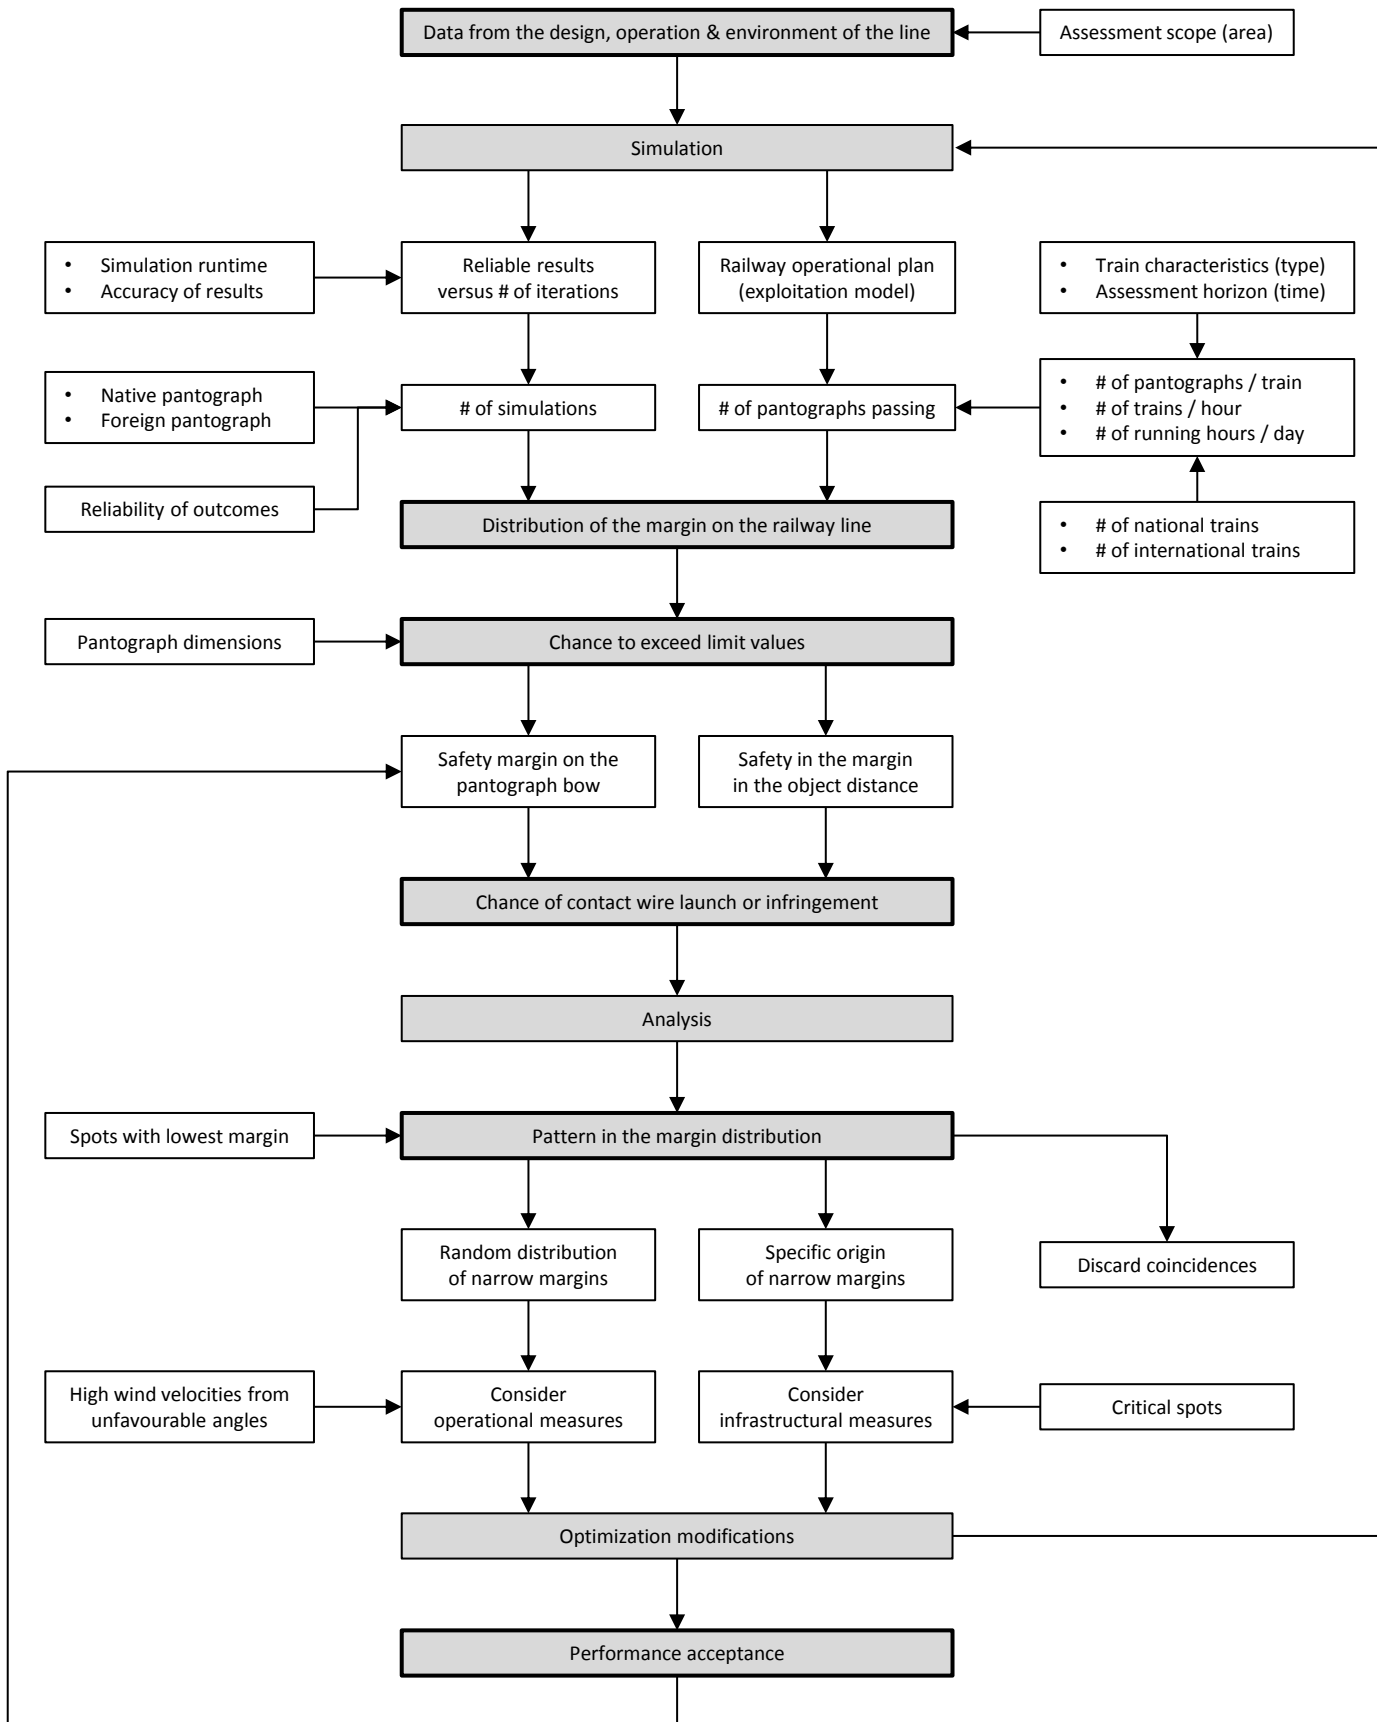 Data from the design, operation & environment of the line
Assessment scope (area)
Simulation
• Simulation runtime
• Accuracy of results
Reliable results
versus # of iterations
Railway operational plan
(exploitation model)
• Train characteristics (type)
• Assessment horizon (time)
• Native pantograph
• Foreign pantograph
# of simulations
# of pantographs passing
• # of pantographs / train
• # of trains / hour
• # of running hours / day
Reliability of outcomes
Distribution of the margin on the railway line
• # of national trains
• # of international trains
Pantograph dimensions
Chance to exceed limit values
Safety margin on the
pantograph bow
Safety in the margin
in the object distance
Chance of contact wire launch or infringement
Analysis
Spots with lowest margin
Pattern in the margin distribution
Random distribution
of narrow margins
Specific origin
of narrow margins
Discard coincidences
High wind velocities from
unfavourable angles
Consider
operational measures
Consider
infrastructural measures
Critical spots
Optimization modifications
Performance acceptance